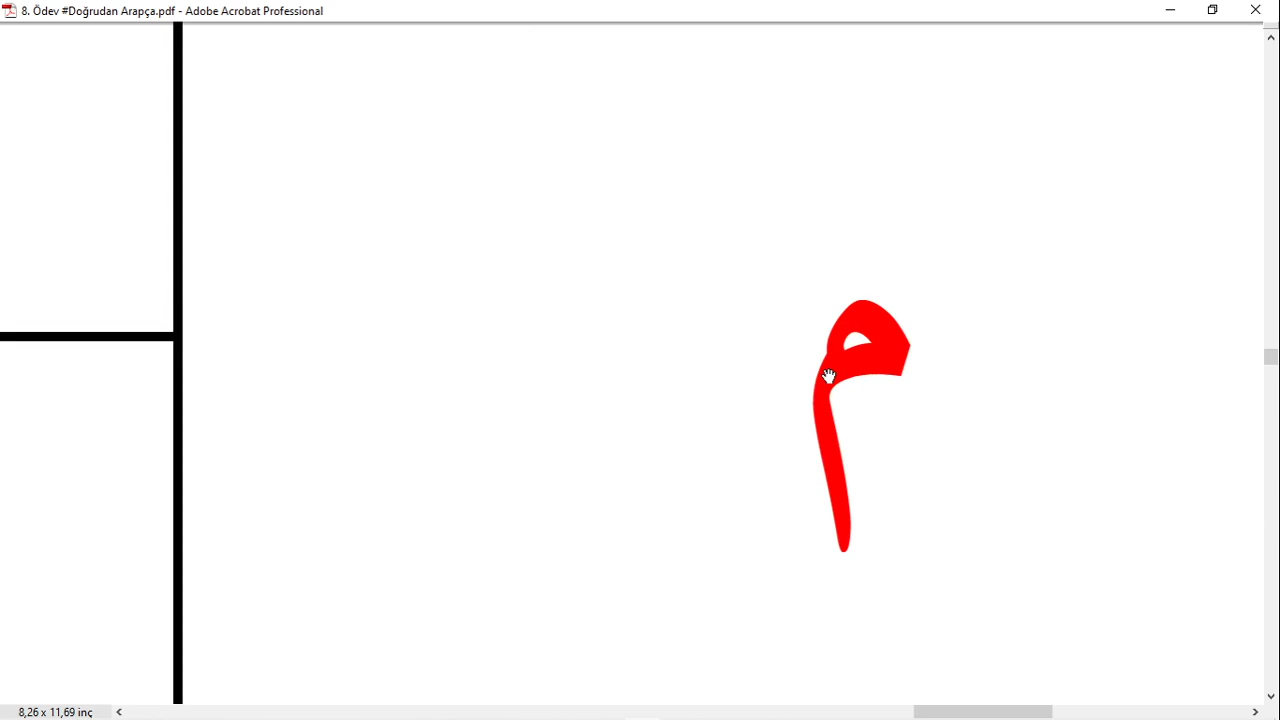 8. Ödev #Doğrudan Arapça.pdf - Adobe Acrobat Professional
م
8,26 x 11,69 inç